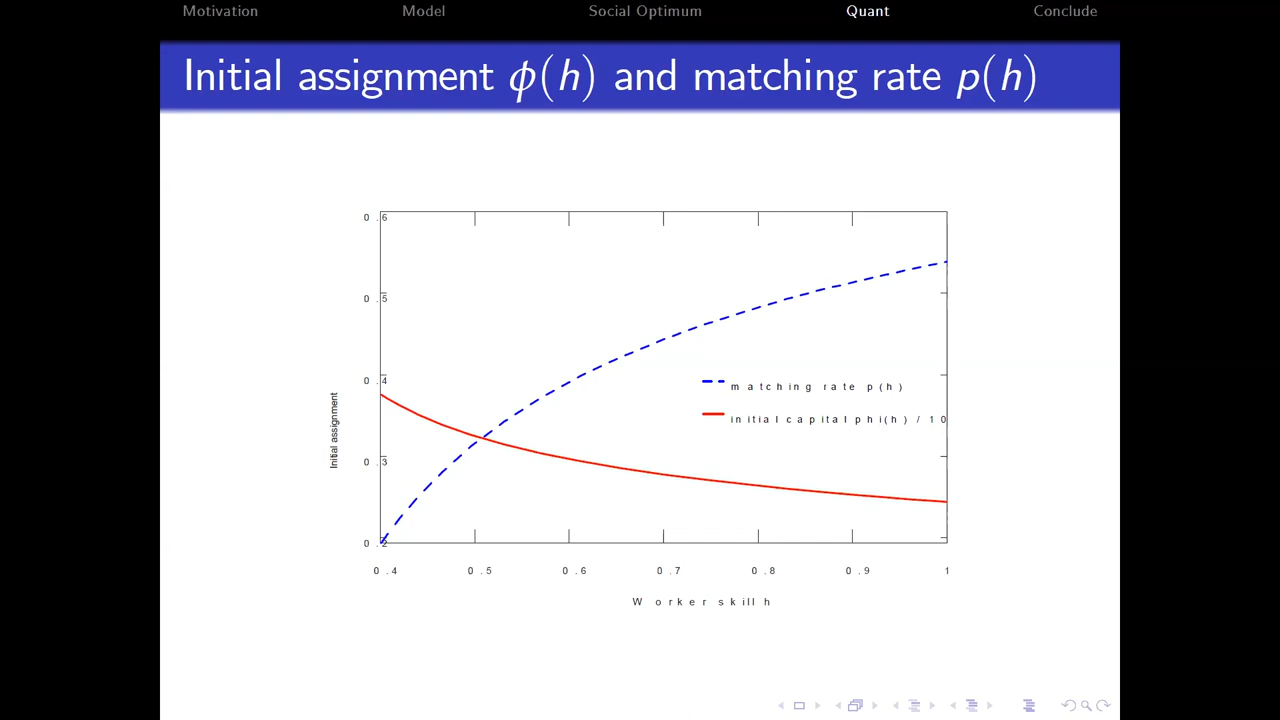 Motivation Model Social Optimum Quant Conclude
Initial assignment ϕ(h) and matching rate p(h)
0 .6
0 .5
0 .4
0 .3
0 .2
Initial assignment
matching rate p(h)
initial capital phi(h) / 10
0 .4 0 .5 0 .6 0 .7 0 .8 0 .9 1
Worker skill h